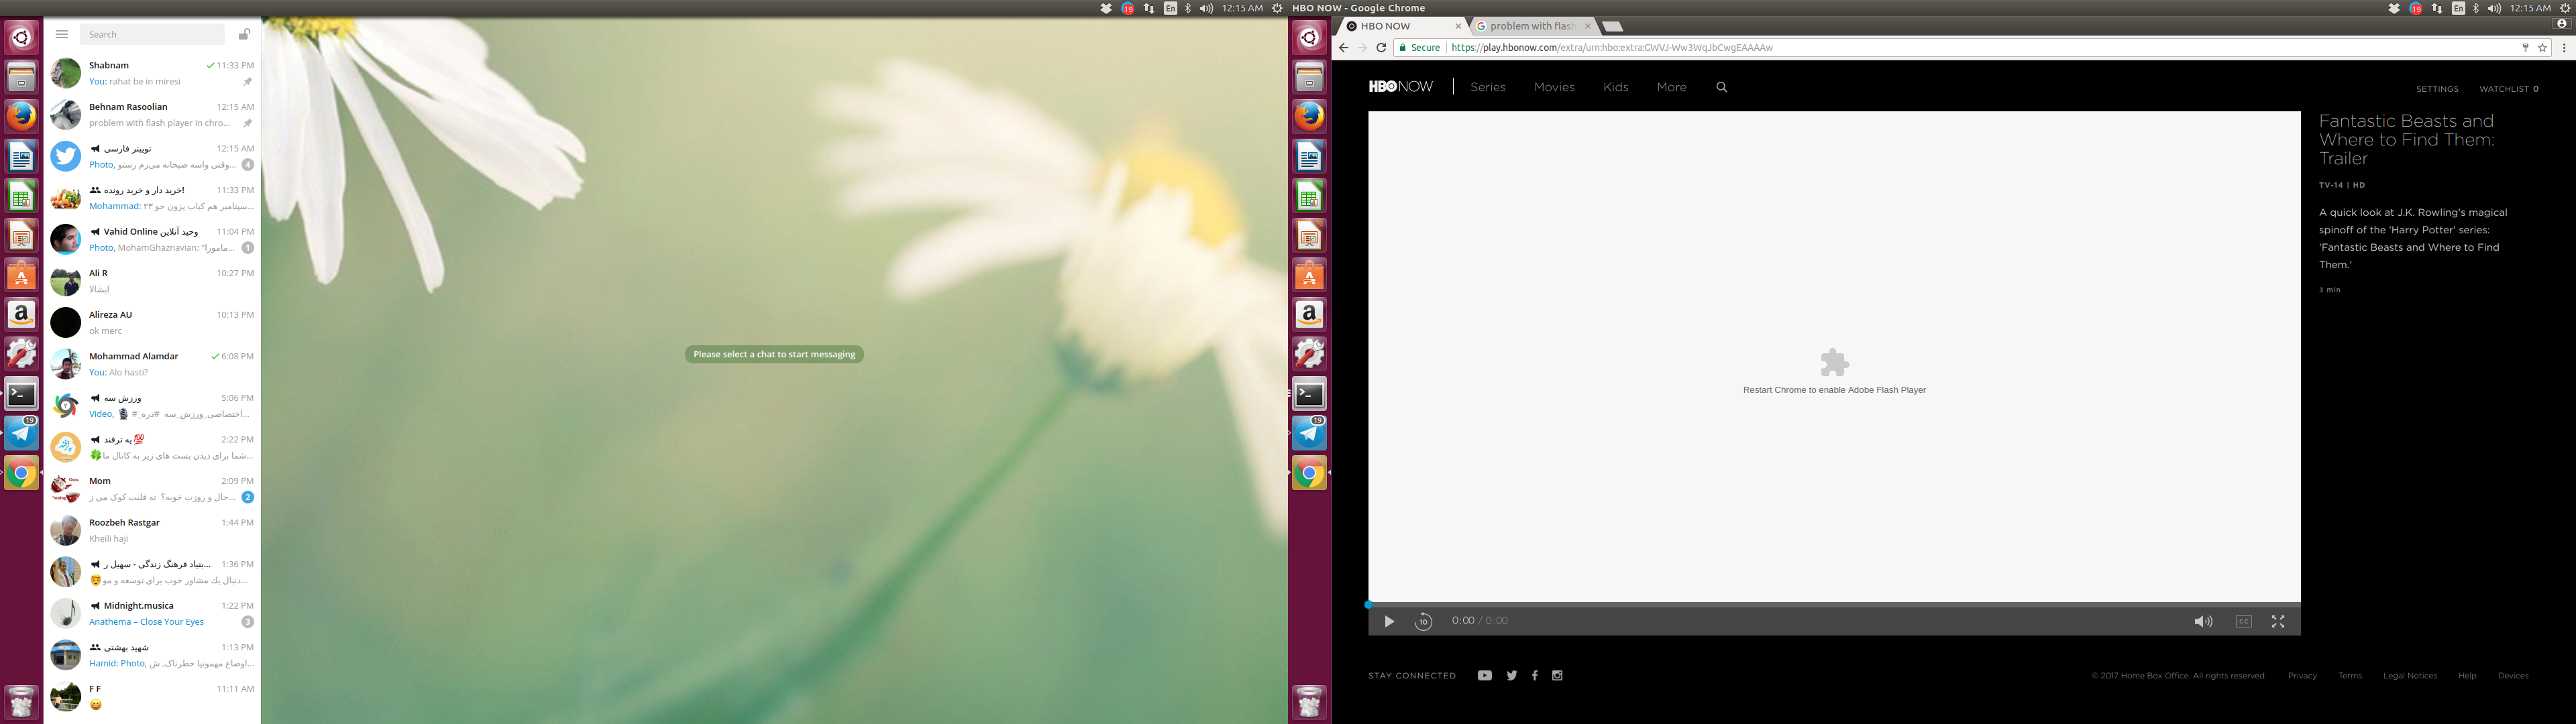 12:15 AM
HBO NOW - Google Chrome
12:15 AM
Search
Shabnam 11:33 PM
You: rahat be in miresi
Behnam Rasoolian 12:15 AM
problem with flash player in chro...
توییتر فارسی 12:15 AM
Photo, وقتی واسه صبحانه می‌رم رستو... 4
خرید دار و خرید رونده! 11:33 PM
Mohammad: سپتامبر هم کباب بزون خو ۲۳...
Vahid Online وحید آنلاین 11:04 PM
Photo, MohamGhaznavian: "مامورا... 1
Ali R 10:27 PM
ایشالا
Alireza AU 10:13 PM
ok merc
Mohammad Alamdar 6:08 PM
You: Alo hasti?
ورزش سه 5:06 PM
Video, #اختصاصی_ورزش_سه #دره_...
یه ترفند 💯 2:22 PM
🍀شما برای دیدن پست های زیر به کانال ما...
Mom 2:09 PM
حال و روزت خوبه؟ ته قلبت کوک می ز... 2
Roozbeh Rastgar 1:44 PM
Kheili haji
بنیاد فرهنگ زندگی - سهیل ر... 1:36 PM
دنبال يك مشاور خوب براي توسعه و مو...
Midnight.musica 1:22 PM
Anathema – Close Your Eyes 3
شهید بهشتی 1:13 PM
Hamid: Photo, اوضاع مهمونیا خطرناکـ ش...
F F 11:11 AM
😀
Please select a chat to start messaging
HBO NOW
problem with flash
Secure https://play.hbonow.com/extra/urn:hbo:extra:GWVJ-Ww3WqJbCwgEAAAAw
HBO NOW Series Movies Kids More
SETTINGS WATCHLIST 0
Fantastic Beasts and
Where to Find Them:
Trailer
TV-14 | HD
A quick look at J.K. Rowling's magical
spinoff of the 'Harry Potter' series:
'Fantastic Beasts and Where to Find
Them.'
3 min
Restart Chrome to enable Adobe Flash Player
10 0:00 / 0:00 CC
STAY CONNECTED
© 2017 Home Box Office. All rights reserved. Privacy Terms Legal Notices Help Devices